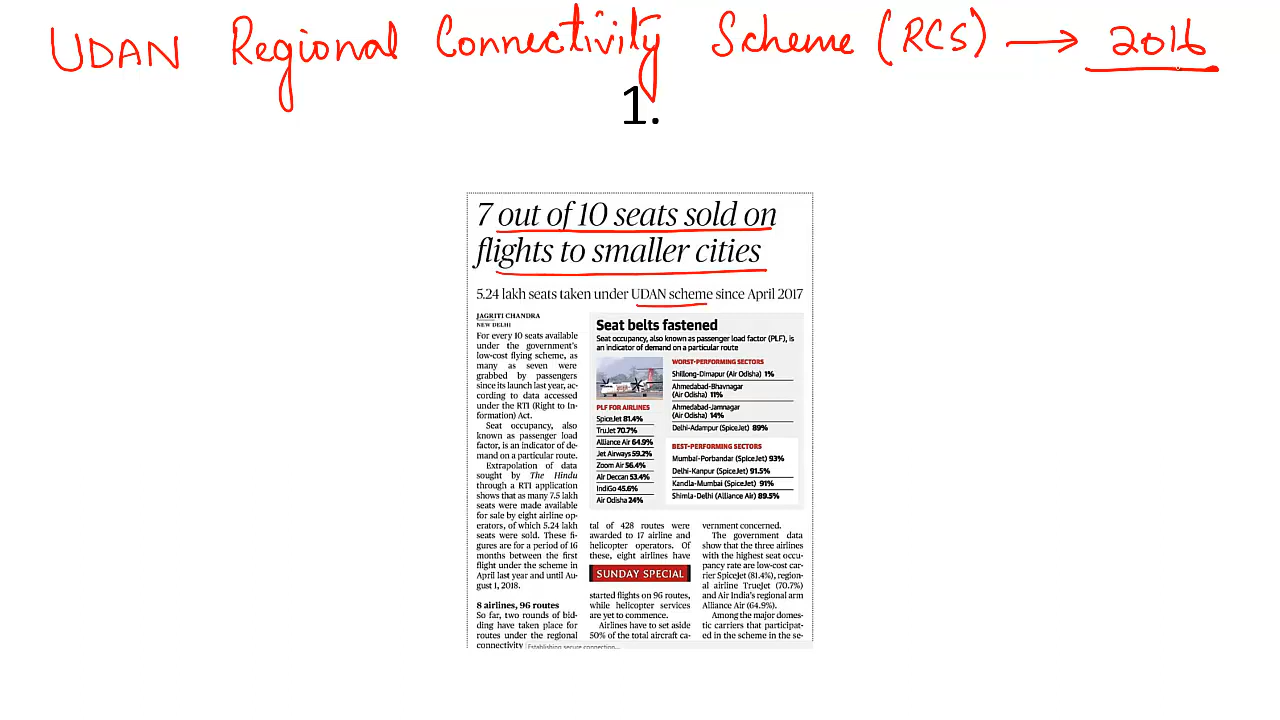 UDAN Regional Connectivity Scheme (RCS) → 2016
1.
7 out of 10 seats sold on
flights to smaller cities
5.24 lakh seats taken under UDAN scheme since April 2017
JAGRITI CHANDRA
NEW DELHI
For every 10 seats available
under the government's
low-cost flying scheme, as
many as seven were
grabbed by passengers
since its launch last year, ac-
cording to data accessed
under the RTI (Right to In-
formation) Act.
Seat occupancy, also
known as passenger load
factor, is an indicator of de-
mand on a particular route.
Extrapolation of data
sought by The Hindu
through a RTI application
shows that as many 7.5 lakh
seats were made available
for sale by eight airline op-
erators, of which 5.24 lakh
seats were sold. These fi-
gures are for a period of 16
months between the first
flight under the scheme in
April last year and until Au-
gust 1, 2018.
8 airlines, 96 routes
So far, two rounds of bid-
ding have taken place for
routes under the regional
connectivity
Establishing secure connection...
Seat belts fastened
Seat occupancy, also known as passenger load factor (PLF), is
an indicator of demand on a particular route
PLF FOR AIRLINES
SpiceJet 81.4%
TruJet 70.7%
Alliance Air 64.9%
Jet Airways 59.2%
Zoom Air 56.4%
Air Deccan 53.4%
IndiGo 45.6%
Air Odisha 24%
WORST-PERFORMING SECTORS
Shillong-Dimapur (Air Odisha) 1%
Ahmedabad-Bhavnagar
(Air Odisha) 11%
Ahmedabad-Jamnagar
(Air Odisha) 14%
Delhi-Adampur (SpiceJet) 89%
BEST-PERFORMING SECTORS
Mumbai-Porbandar (SpiceJet) 93%
Delhi-Kanpur (SpiceJet) 91.5%
Kandla-Mumbai (SpiceJet) 91%
Shimla-Delhi (Alliance Air) 89.5%
tal of 428 routes were
awarded to 17 airline and
helicopter operators. Of
these, eight airlines have
SUNDAY SPECIAL
started flights on 96 routes,
while helicopter services
are yet to commence.
Airlines have to set aside
50% of the total aircraft ca-
vernment concerned.
The government data
show that the three airlines
with the highest seat occu-
pancy rate are low-cost car-
rier SpiceJet (81.4%), region-
al airline TrueJet (70.7%)
and Air India's regional arm
Alliance Air (64.9%).
Among the major domes-
tic carriers that participat-
ed in the scheme in the se-